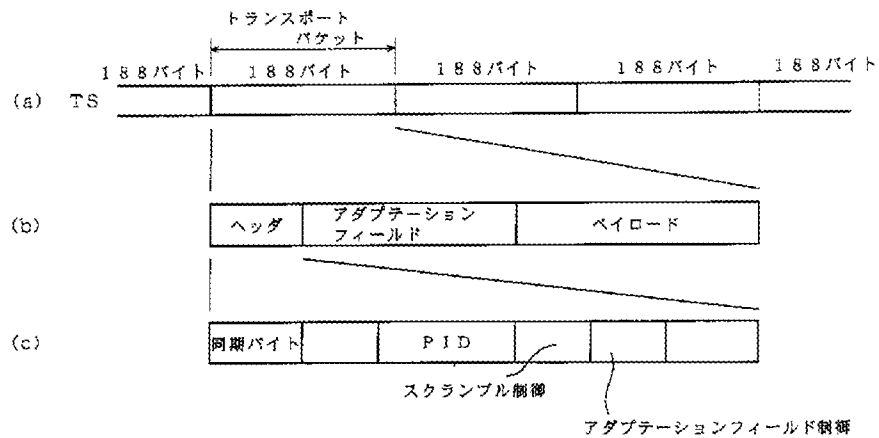 トランスポート
パケット
188バイト 188バイト 188バイト 188バイト 188バイト
(a) TS
(b) ヘッダ アダプテーション
フィールド ペイロード
(c) 同期バイト PID
スクランブル制御
アダプテーションフィールド制御